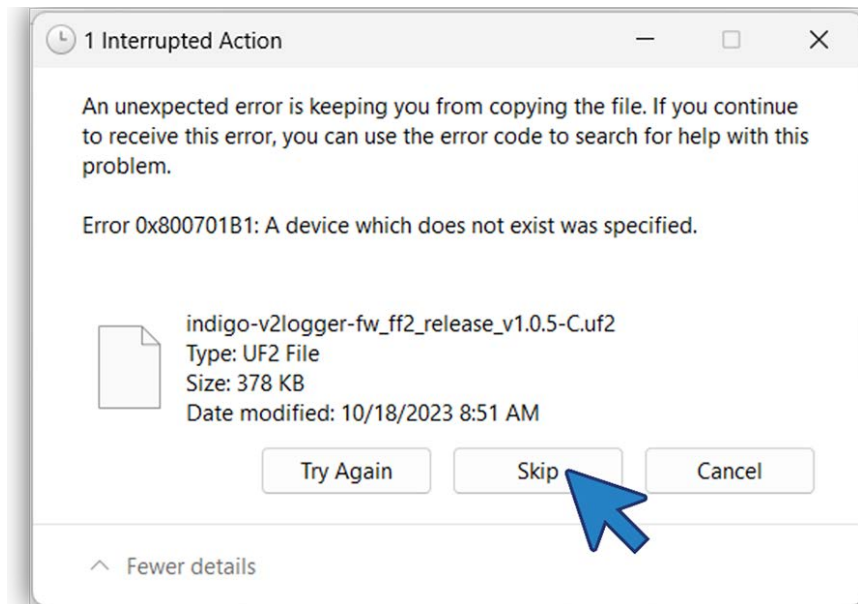 1 Interrupted Action
An unexpected error is keeping you from copying the file. If you continue
to receive this error, you can use the error code to search for help with this
problem.
Error 0x800701B1: A device which does not exist was specified.
indigo-v2logger-fw_ff2_release_v1.0.5-C.uf2
Type: UF2 File
Size: 378 KB
Date modified: 10/18/2023 8:51 AM
Try Again Skip Cancel
Fewer details